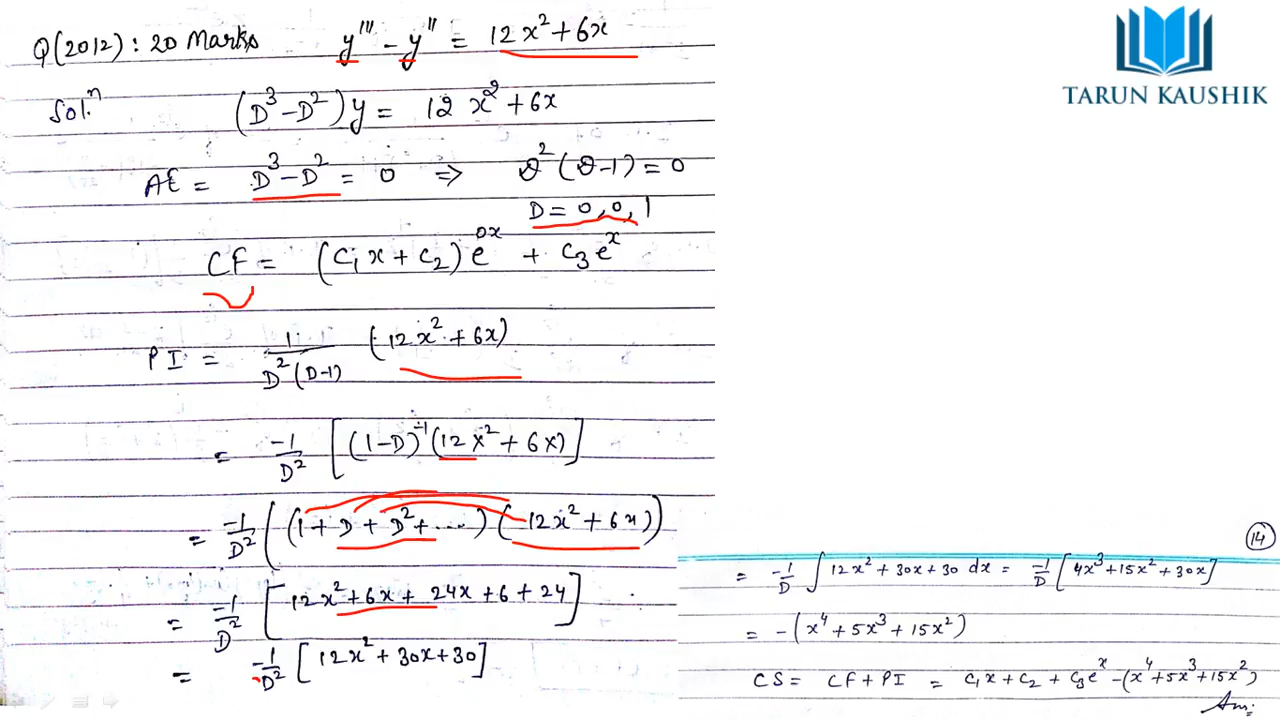 Q(2012): 20 Marks y''' - y'' = 12x² + 6x
Solⁿ. (D³ - D²) y = 12x² + 6x
AE = D³ - D² = 0 ⇒ D²(D-1) = 0
D = 0, 0, 1
CF = (C₁x + C₂) e^{0x} + C₃eˣ
PI = 1/(D²(D-1)) (12x² + 6x)
= -1/D² [(1-D)⁻¹ (12x² + 6x)]
= -1/D² ((1 + D + D² + ....) (12x² + 6x))
= -1/D² [12x² + 6x + 24x + 6 + 24]
= -1/D² [12x² + 30x + 30]
TARUN KAUSHIK
14
= -1/D ∫ 12x² + 30x + 30 dx = -1/D [4x³ + 15x² + 30x]
= -(x⁴ + 5x³ + 15x²)
CS = CF + PI = C₁x + C₂ + C₃eˣ - (x⁴ + 5x³ + 15x²)
Ans.